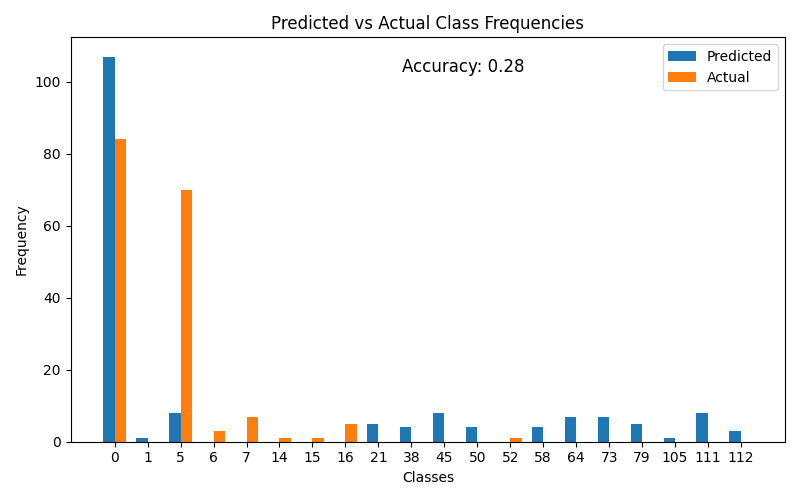 Predicted vs Actual Class Frequencies
Accuracy: 0.28
Predicted
Actual
Frequency
100
80
60
40
20
0
0 1 5 6 7 14 15 16 21 38 45 50 52 58 64 73 79 105 111 112
Classes